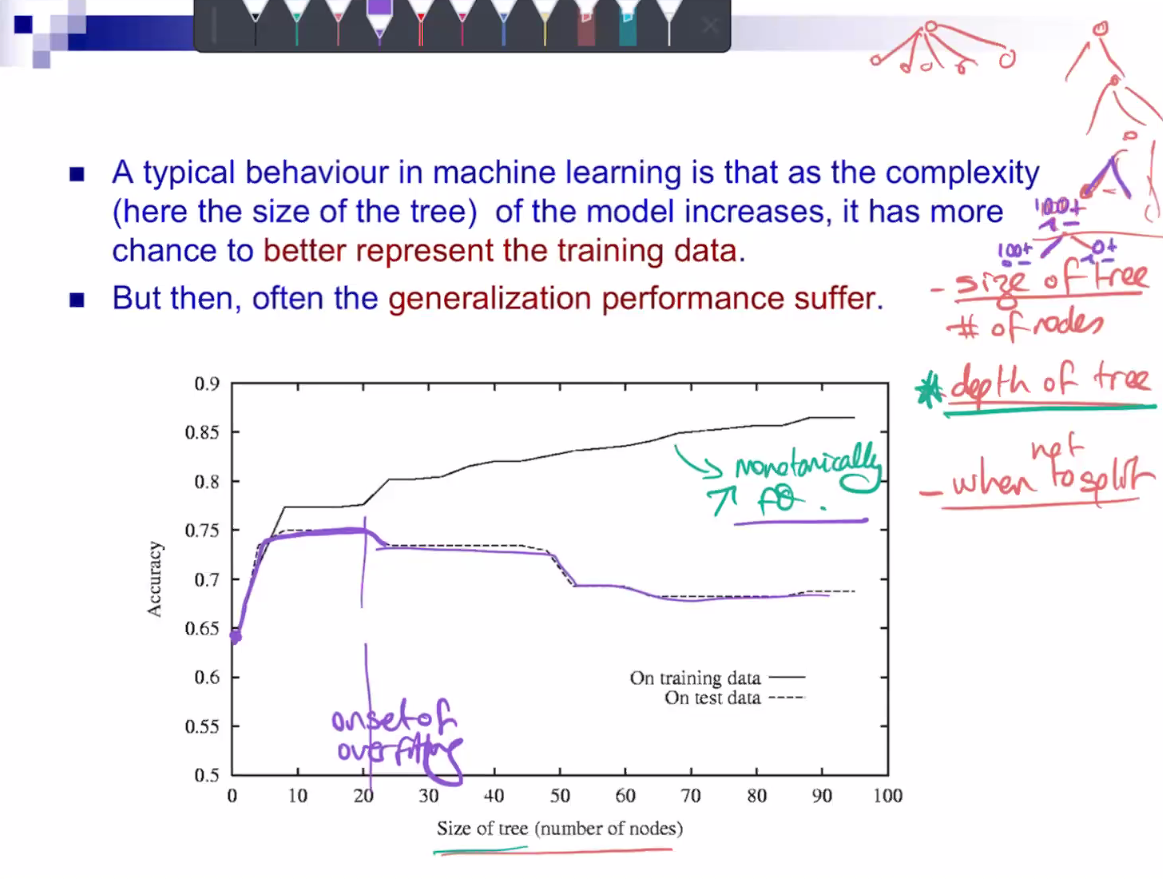 A typical behaviour in machine learning is that as the complexity
(here the size of the tree) of the model increases, it has more
chance to better represent the training data.
But then, often the generalization performance suffer.
100+
100+
0+
- size of tree
# of nodes
* depth of tree
not
- when to split
0.9
0.85
0.8
0.75
0.7
0.65
0.6
0.55
0.5
Accuracy
monotonically
On training data
On test data
onset of
overfitting
0 10 20 30 40 50 60 70 80 90 100
Size of tree (number of nodes)